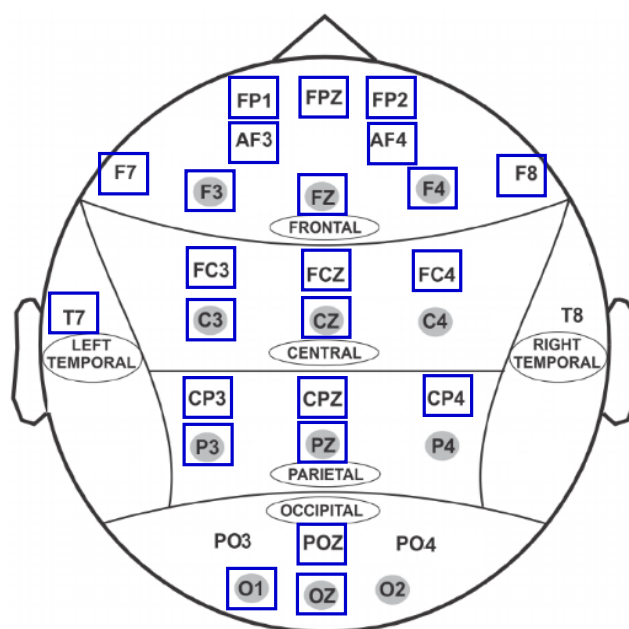 FP1 FPZ FP2
AF3 AF4
F7 F8
F3 FZ F4
FRONTAL
FC3 FCZ FC4
T7 C3 CZ C4 T8
LEFT TEMPORAL
CENTRAL
RIGHT TEMPORAL
CP3 CPZ CP4
P3 PZ P4
PARIETAL
OCCIPITAL
PO3 POZ PO4
O1 OZ O2